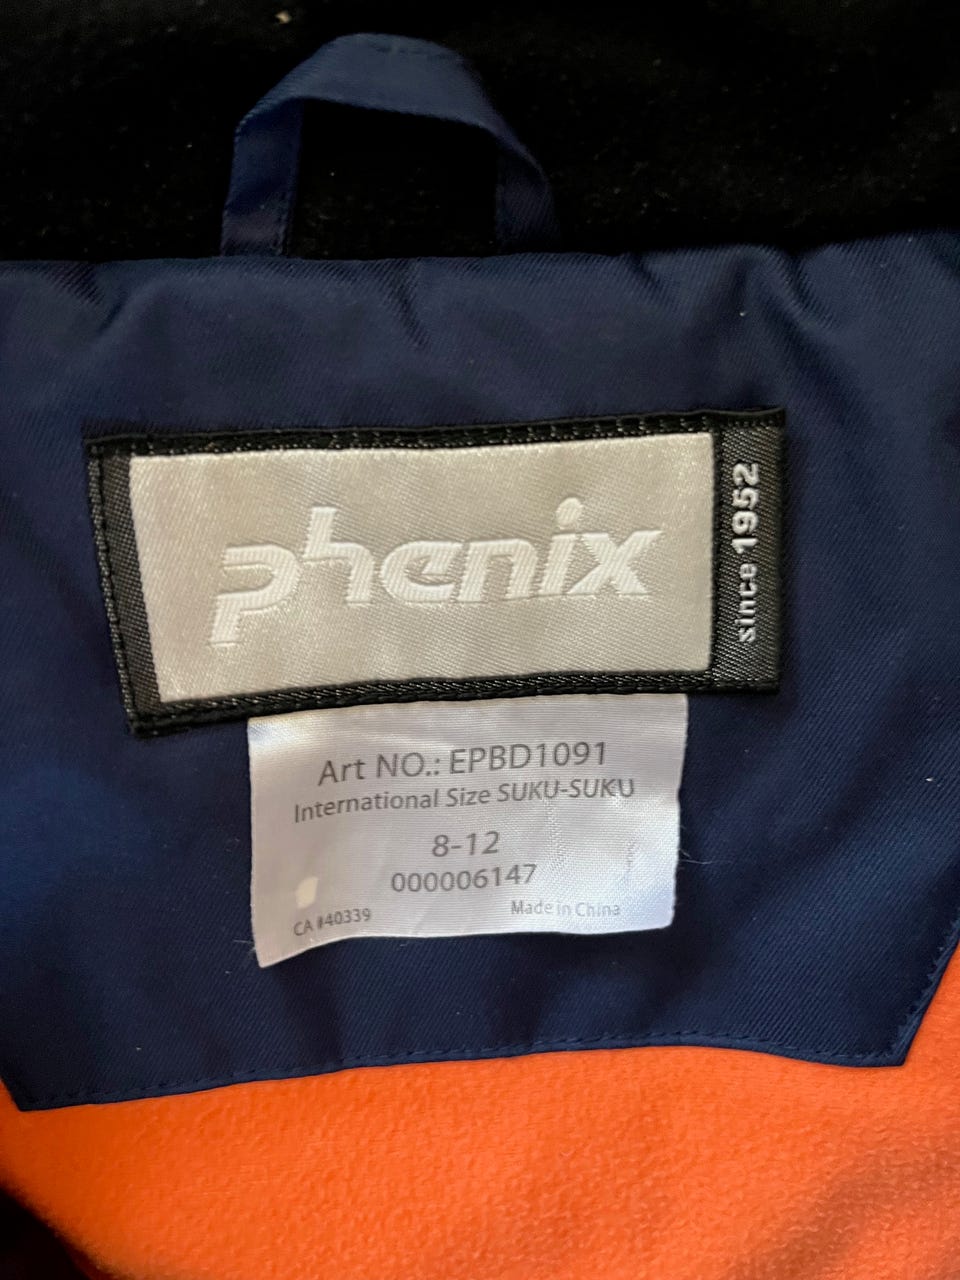 phenix
since 1952
Art NO.: EPBD1091
International Size SUKU-SUKU
8-12
000006147
CA #40339
Made in China